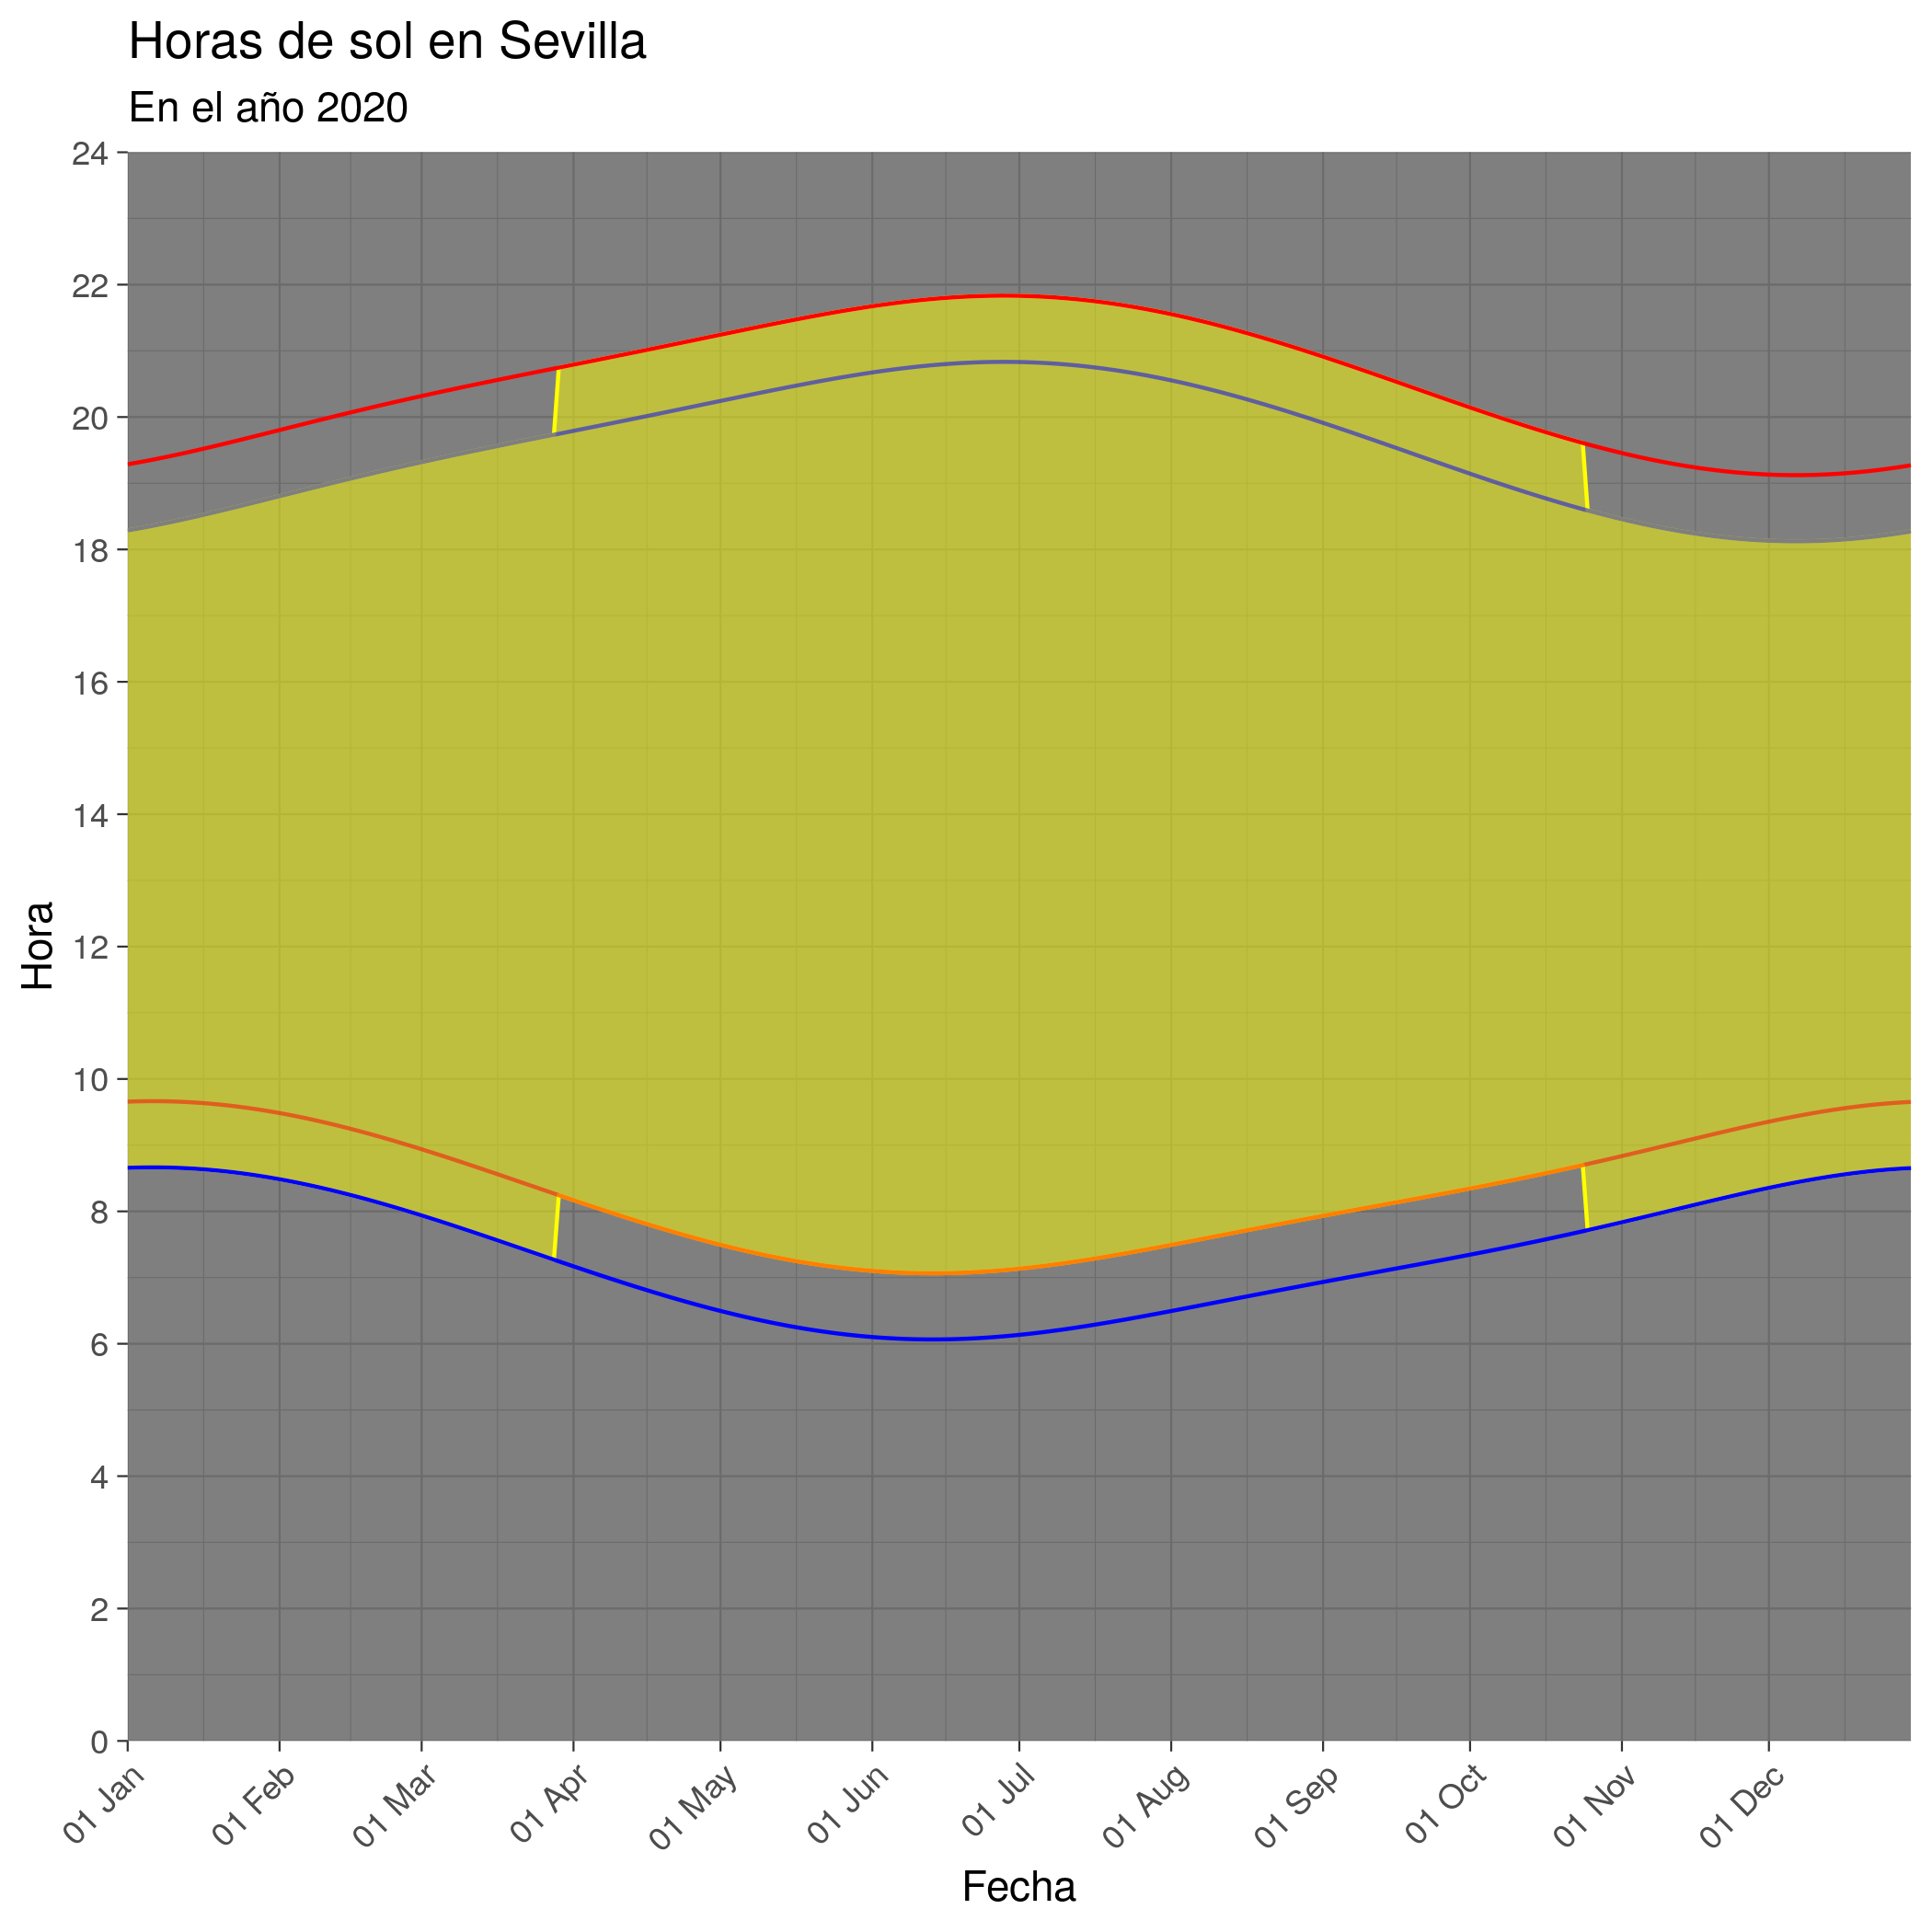 Horas de sol en Sevilla
En el año 2020
24
22
20
18
16
14
12
10
8
6
4
2
0
Hora
01 Jan
01 Feb
01 Mar
01 Apr
01 May
01 Jun
01 Jul
01 Aug
01 Sep
01 Oct
01 Nov
01 Dec
Fecha